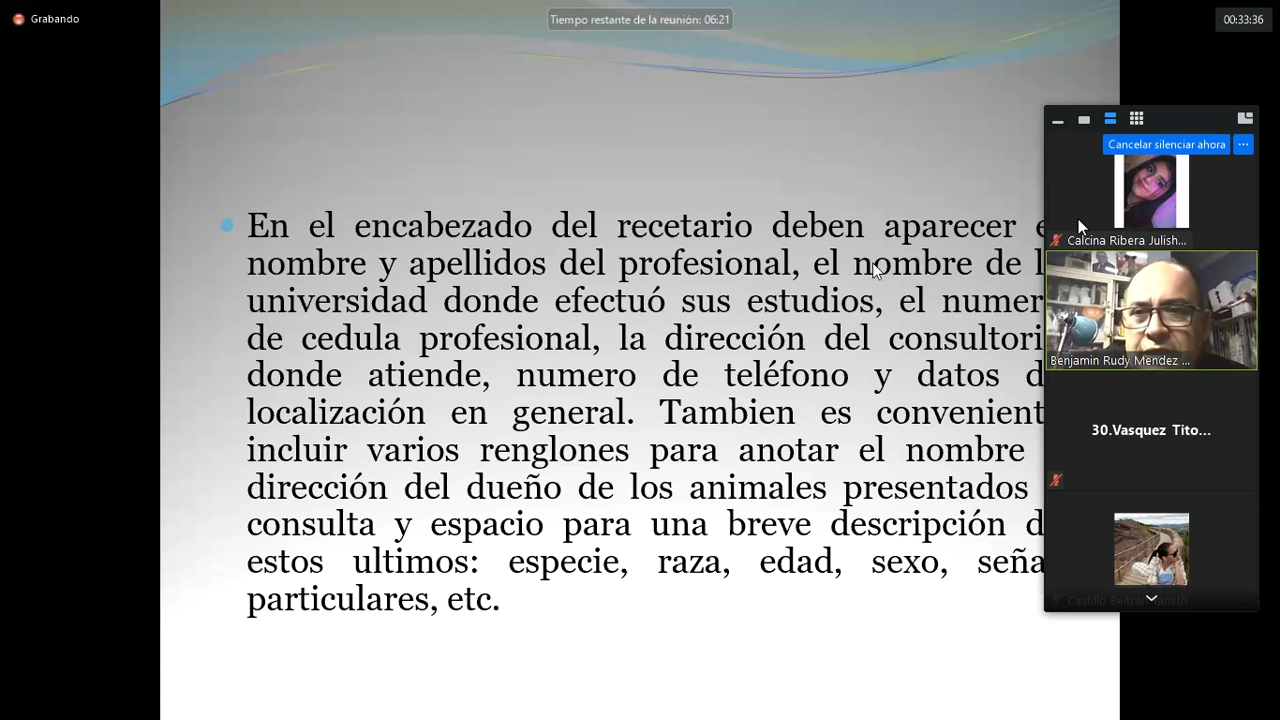 Grabando
Tiempo restante de la reunión: 06:21
00:33:36
Cancelar silenciar ahora
Calcina Ribera Julish...
Benjamin Rudy Mendez ...
30.Vasquez Tito...
Castillo Beltrán
En el encabezado del recetario deben aparecer e
nombre y apellidos del profesional, el nombre de l
universidad donde efectuó sus estudios, el numer
de cedula profesional, la dirección del consultori
donde atiende, numero de teléfono y datos d
localización en general. Tambien es convenient
incluir varios renglones para anotar el nombre
dirección del dueño de los animales presentados
consulta y espacio para una breve descripción d
estos ultimos: especie, raza, edad, sexo, seña
particulares, etc.